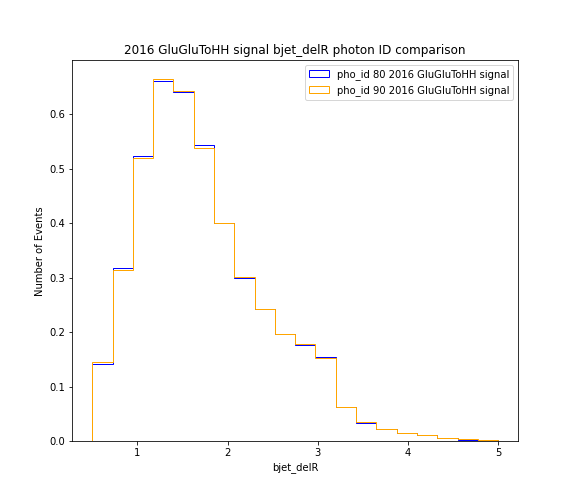 2016 GluGluToHH signal bjet_delR photon ID comparison
pho_id 80 2016 GluGluToHH signal
pho_id 90 2016 GluGluToHH signal
Number of Events
0.6
0.5
0.4
0.3
0.2
0.1
0.0
1 2 3 4 5
bjet_delR